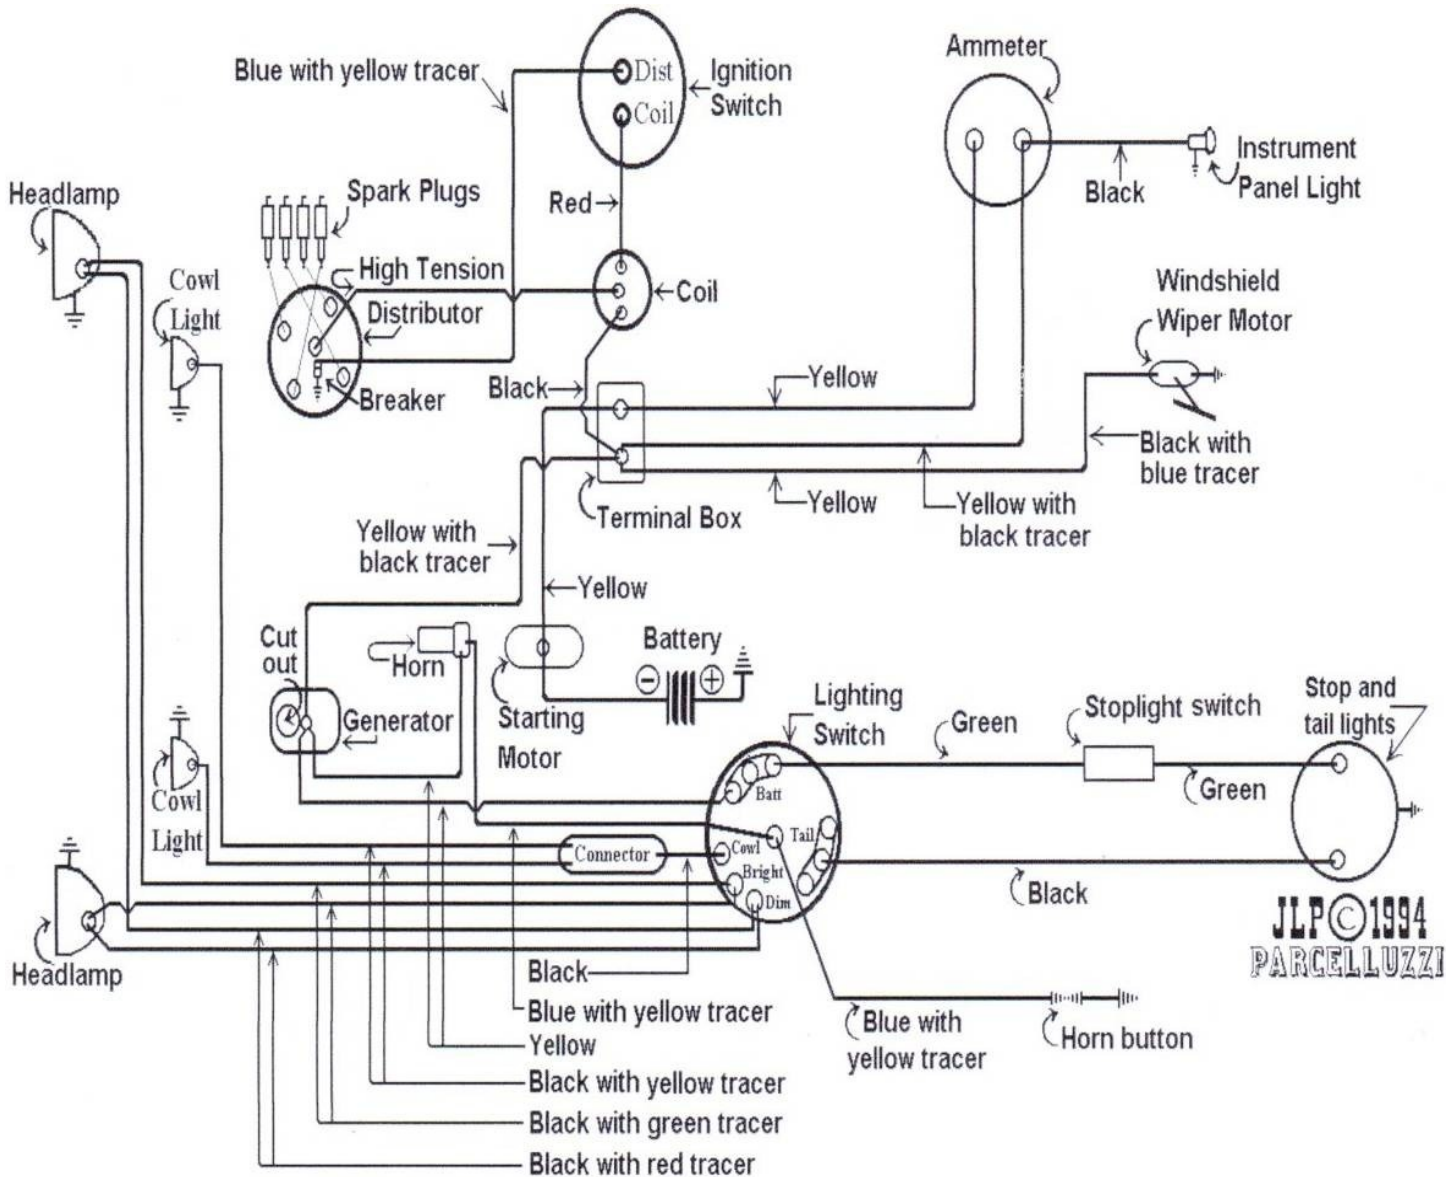 Blue with yellow tracer
Dist
Coil
Ignition
Switch
Ammeter
Instrument
Panel Light
Black
Headlamp
Spark Plugs
Red
High Tension
Coil
Cowl
Light
Distributor
Breaker
Windshield
Wiper Motor
Black
Yellow
Black with
blue tracer
Yellow
Yellow with
black tracer
Terminal Box
Yellow with
black tracer
Yellow
Cut
out
Horn
Battery
Generator
Starting
Motor
Lighting
Switch
Green
Stoplight switch
Stop and
tail lights
Green
Cowl
Light
Batt
Tail
Cowl
Bright
Dim
Connector
Black
JLP © 1994
PARCELLUZZI
Headlamp
Black
Blue with yellow tracer
Yellow
Black with yellow tracer
Black with green tracer
Black with red tracer
Blue with
yellow tracer
Horn button